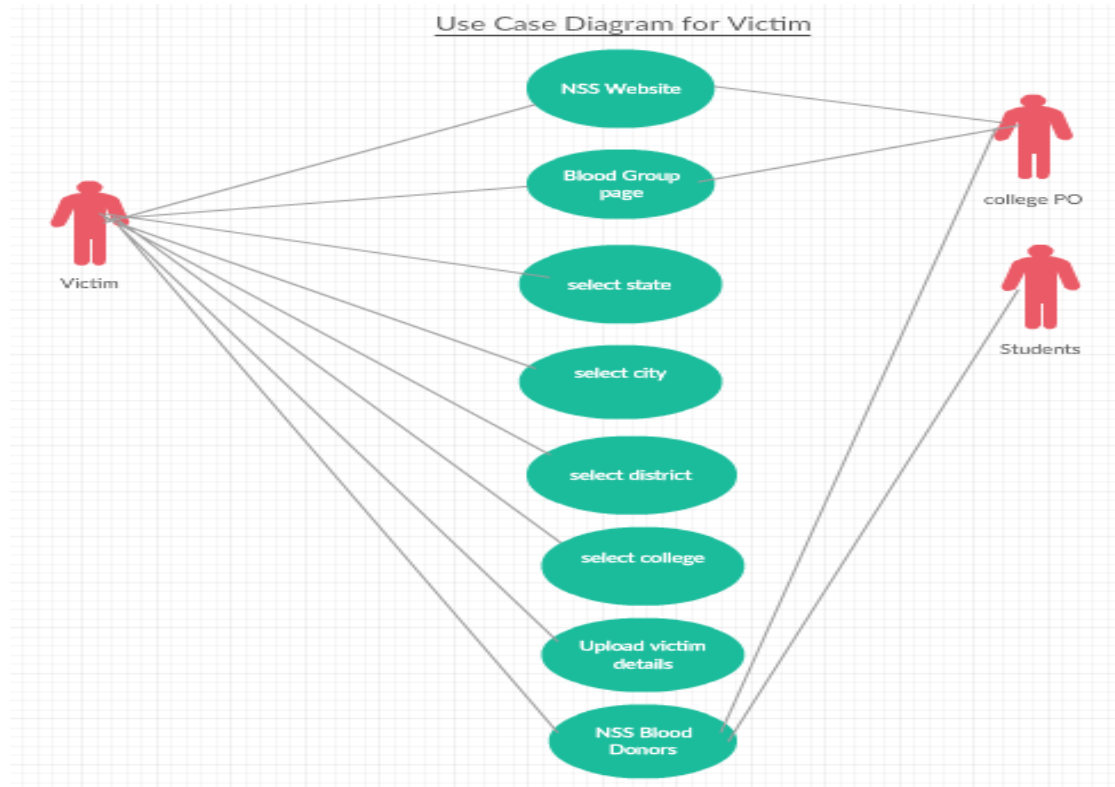 Use Case Diagram for Victim
NSS Website
Blood Group
page
college PO
Victim
select state
Students
select city
select district
select college
Upload victim
details
NSS Blood
Donors